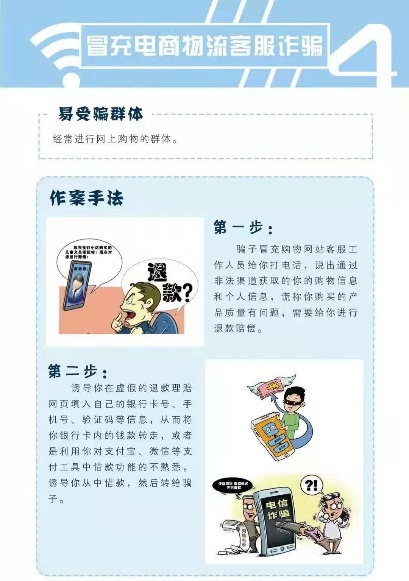 冒充电商物流客服诈骗
4
易受骗群体
经常进行网上购物的群体。
作案手法
第一步：
骗子冒充购物网站客服工
作人员给你打电话，说出通过
非法渠道获取的你的购物信息
和个人信息，谎称你购买的产
品质量有问题，需要给你进行
退款赔偿。
退
款?
第二步：
诱导你在虚假的退款理赔
网页填入自己的银行卡号、手
机号、验证码等信息，从而将
你银行卡内的钱款转走，或者
是利用你对支付宝、微信等支
付工具中借款功能的不熟悉，
诱导你从中借款，然后转给骗
子。
电信
诈骗
?!